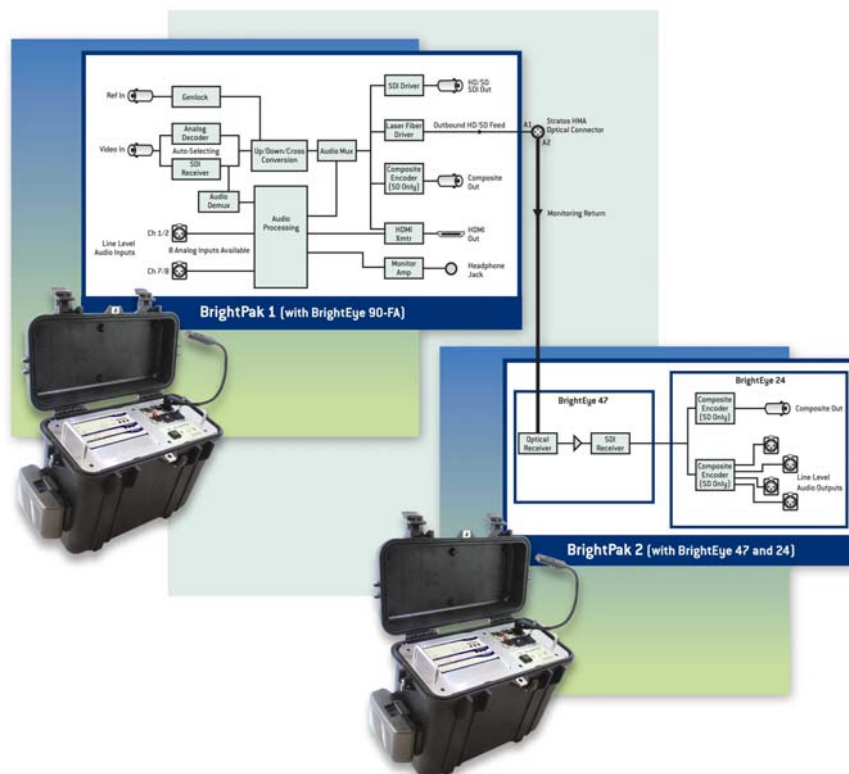 Ref In
Genlock
Video In
Analog
Decoder
Auto-Selecting
SDI
Receiver
Audio
Demux
Up/Down/Cross
Conversion
Audio Mux
Audio
Processing
Line Level
Audio Inputs
Ch 1/2
8 Analog Inputs Available
Ch 7/8
SDI Driver
HD/SD
SDI Out
Laser Fiber
Driver
Outbound HD/SD Feed
A1
Stratos HMA
Optical Connector
A2
Composite
Encoder
(SD Only)
Composite
Out
Monitoring Return
HDMI
Xmtr
HDMI
Out
Monitor
Amp
Headphone
Jack
BrightPak 1 (with BrightEye 90-FA)
BrightEye 47
Optical
Receiver
SDI
Receiver
BrightEye 24
Composite
Encoder
(SD Only)
Composite Out
Composite
Encoder
(SD Only)
Line Level
Audio Outputs
BrightPak 2 (with BrightEye 47 and 24)